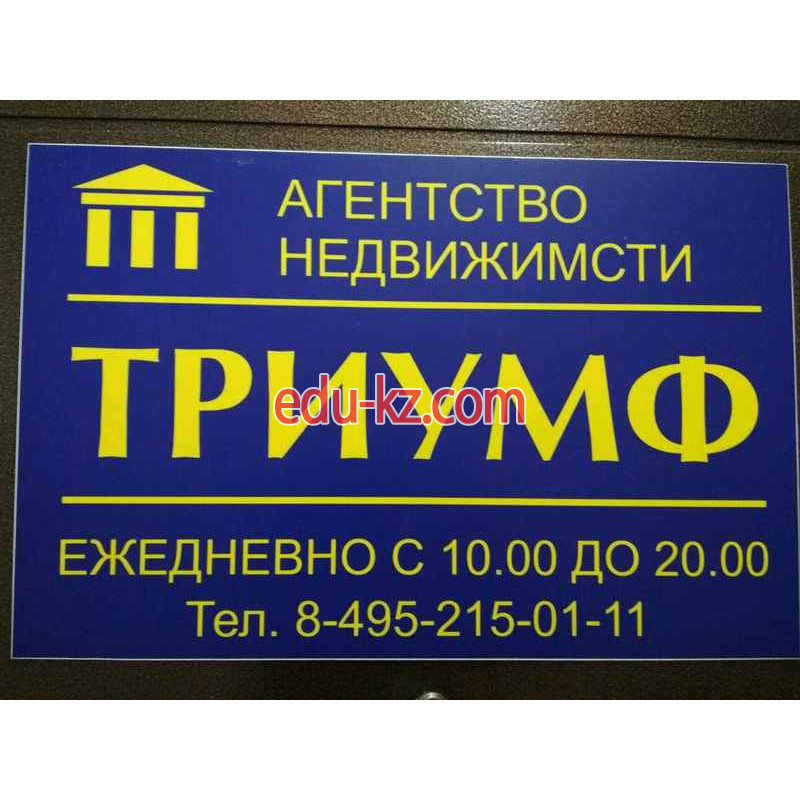 АГЕНТСТВО
НЕДВИЖИМСТИ
ТРИУМФ
edu-kz.com
ЕЖЕДНЕВНО С 10.00 ДО 20.00
Тел. 8-495-215-01-11